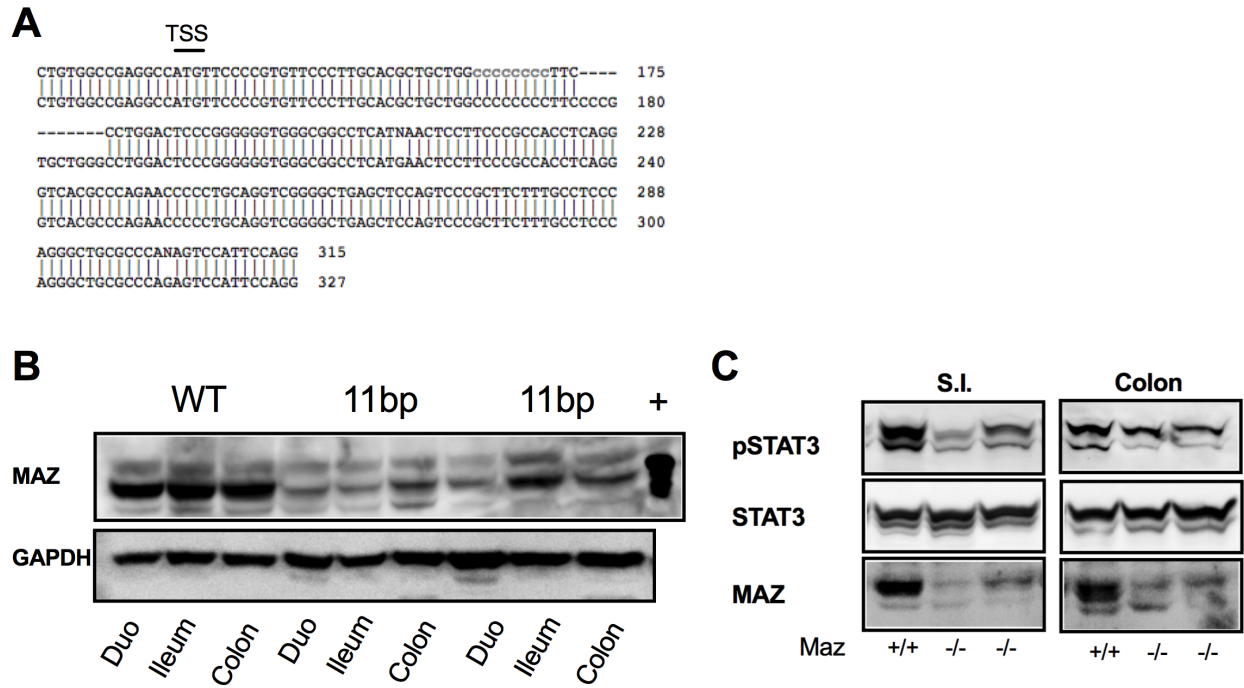 A
TSS
CTGTGGCCGAGGCCATGTTCCCCGTGTTCCCTTGCACGCTGCTGGccccccccTTC---- 175
CTGTGGCCGAGGCCATGTTCCCCGTGTTCCCTTGCACGCTGCTGGCCCCCCCCTTCCCCG 180
-------CCTGGACTCCCGGGGGGTGGGCGGCCTCATNAACTCCTTCCCGCCACCTCAGG 228
TGCTGGGCCTGGACTCCCGGGGGGTGGGCGGCCTCATGAACTCCTTCCCGCCACCTCAGG 240
GTCACGCCCAGAACCCCCTGCAGGTCGGGGCTGAGCTCCAGTCCCGCTTCTTTGCCTCCC 288
GTCACGCCCAGAACCCCCTGCAGGTCGGGGCTGAGCTCCAGTCCCGCTTCTTTGCCTCCC 300
AGGGCTGCGCCCANAGTCCATTCCAGG 315
AGGGCTGCGCCCAGAGTCCATTCCAGG 327
B
WT 11bp 11bp +
MAZ
GAPDH
Duo Ileum Colon Duo Ileum Colon Duo Ileum Colon
C
S.I. Colon
pSTAT3
STAT3
MAZ
Maz +/+ -/- -/- +/+ -/- -/-